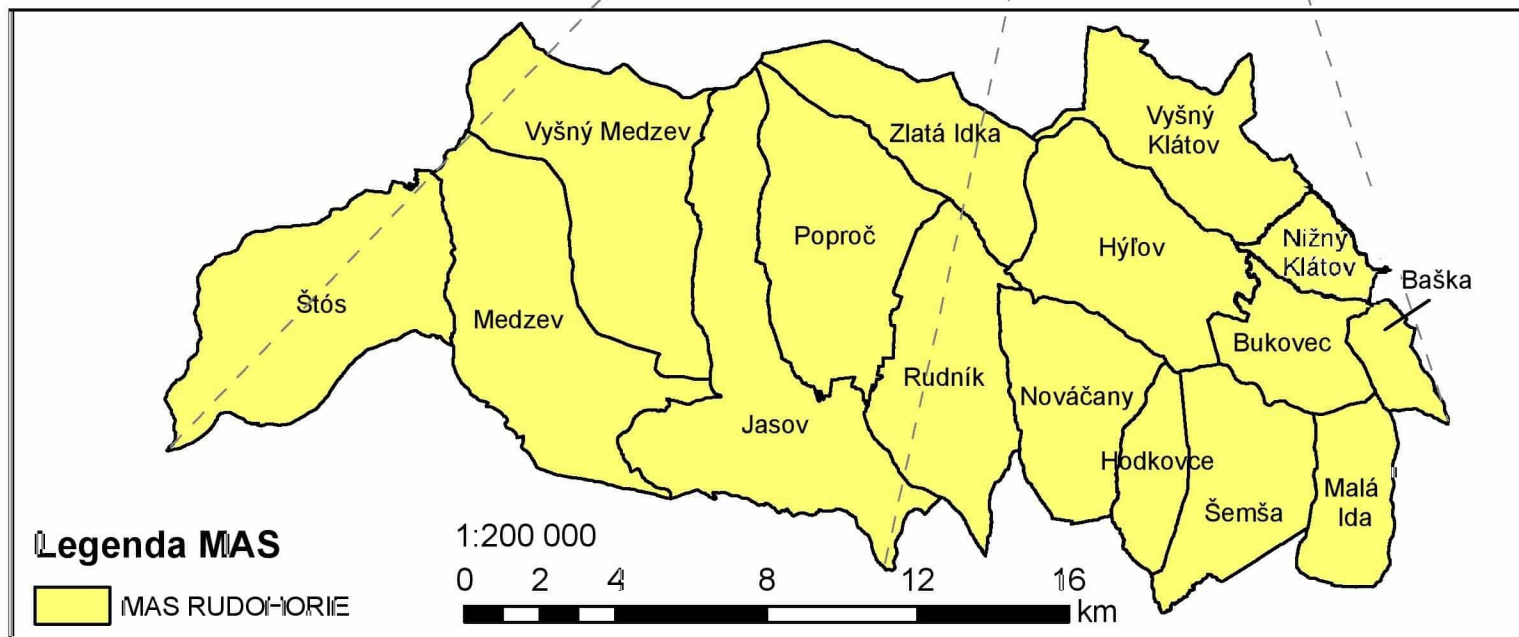 Vyšný Medzev
Zlatá Idka
Vyšný
Klátov
Poproč
Hýľov
Nižný
Klátov
Baška
Štós
Medzev
Bukovec
Rudník
Nováčany
Jasov
Hodkovce
Šemša
Malá
Ida
Legenda MAS
MAS RUDOHORIE
1:200 000
0 2 4 8 12 16
km